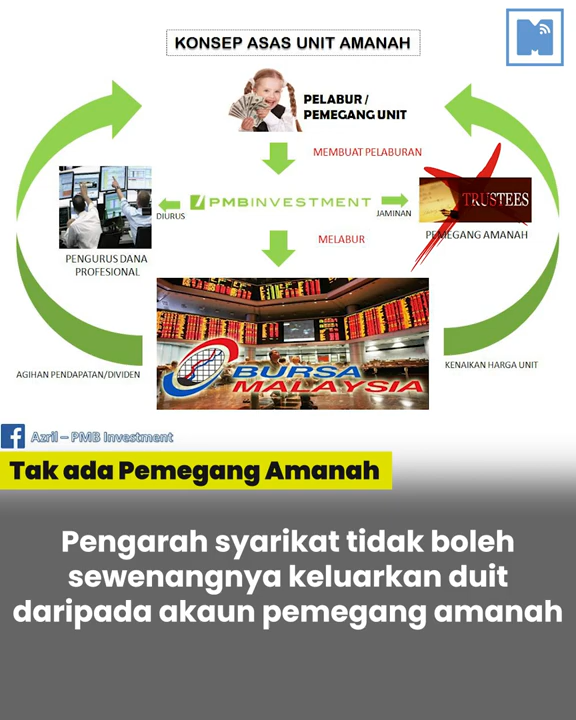 KONSEP ASAS UNIT AMANAH
N
PELABUR /
PEMEGANG UNIT
MEMBUAT PELABURAN
DIURUS
PMBINVESTMENT
JAMINAN
TRUSTEES
PEMEGANG AMANAH
PENGURUS DANA
PROFESIONAL
MELABUR
BURSA
MALAYSIA
AGIHAN PENDAPATAN/DIVIDEN
KENAIKAN HARGA UNIT
Azril – PMB Investment
Tak ada Pemegang Amanah
Pengarah syarikat tidak boleh
sewenangnya keluarkan duit
daripada akaun pemegang amanah